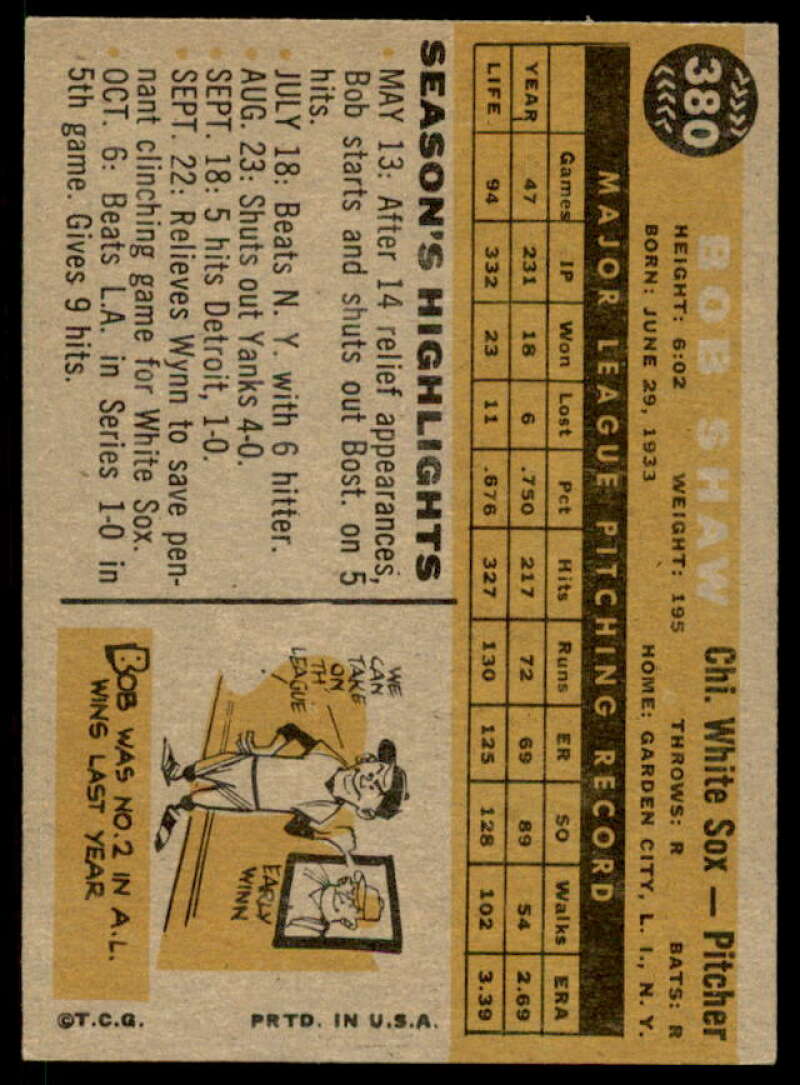 380
BOB SHAW
Chi. White Sox — Pitcher
HEIGHT: 6:02 WEIGHT: 195 THROWS: R BATS: R
BORN: JUNE 29, 1933 HOME: GARDEN CITY, L. I., N. Y.
MAJOR LEAGUE PITCHING RECORD
Games IP Won Lost Pct Hits Runs ER SO Walks ERA
YEAR 47 231 18 6 .750 217 72 69 89 54 2.69
LIFE 94 332 23 11 .676 327 130 125 128 102 3.39
SEASON'S HIGHLIGHTS
• MAY 13: After 14 relief appearances,
Bob starts and shuts out Bost. on 5
hits.
• JULY 18: Beats N. Y. with 6 hitter.
• AUG. 23: Shuts out Yanks 4-0.
• SEPT. 18: 5 hits Detroit, 1-0.
• SEPT. 22: Relieves Wynn to save pen-
nant clinching game for White Sox.
• OCT. 6: Beats L.A. in Series 1-0 in
5th game. Gives 9 hits.
WE
CAN
TAKE
ON
TH'
LEAGUE
EARLY
WINN
BOB WAS NO. 2 IN A.L.
WINS LAST YEAR
©T.C.G. PRTD. IN U.S.A.